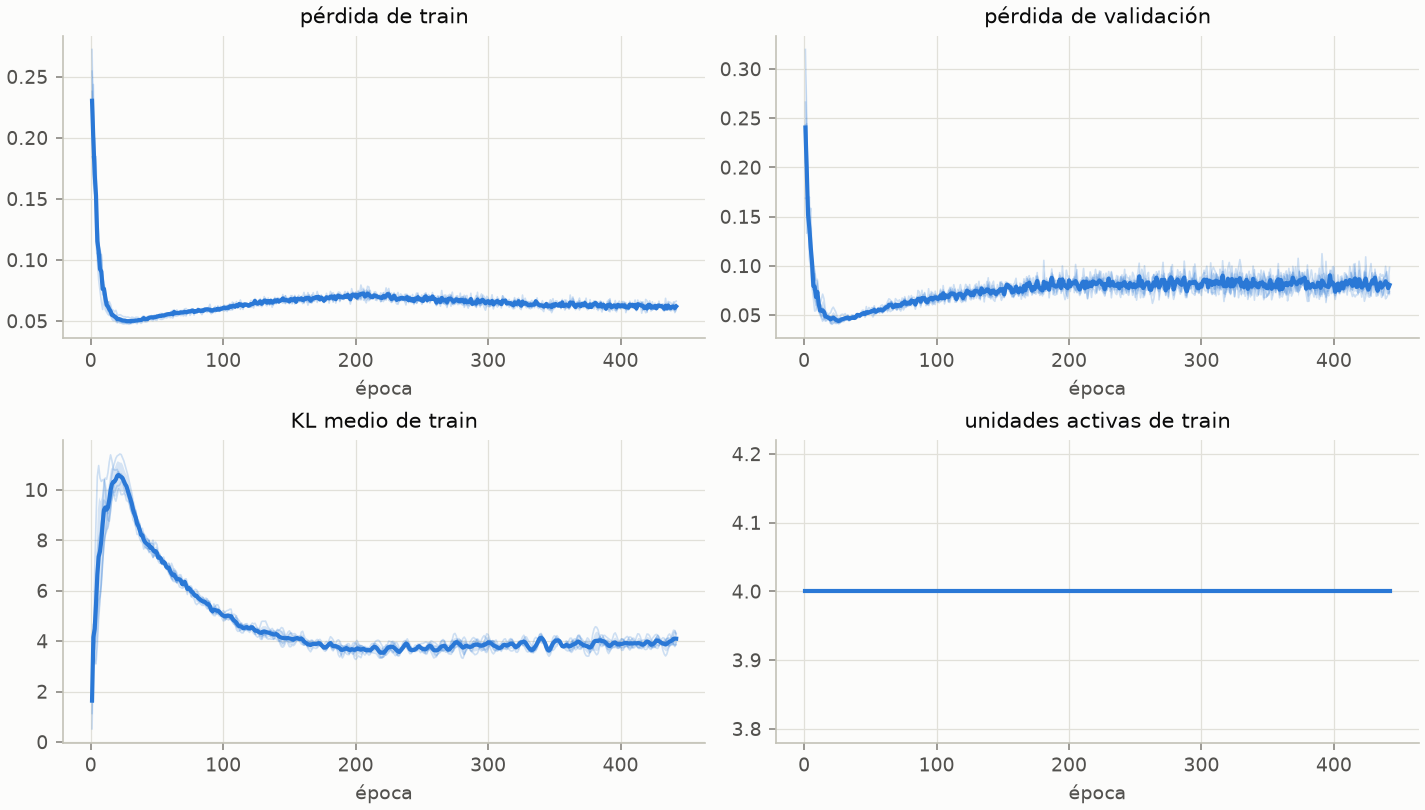 pérdida de train
0.25
0.20
0.15
0.10
0.05
0 100 200 300 400
época
pérdida de validación
0.30
0.25
0.20
0.15
0.10
0.05
0 100 200 300 400
época
KL medio de train
10
8
6
4
2
0
0 100 200 300 400
época
unidades activas de train
4.2
4.1
4.0
3.9
3.8
0 100 200 300 400
época